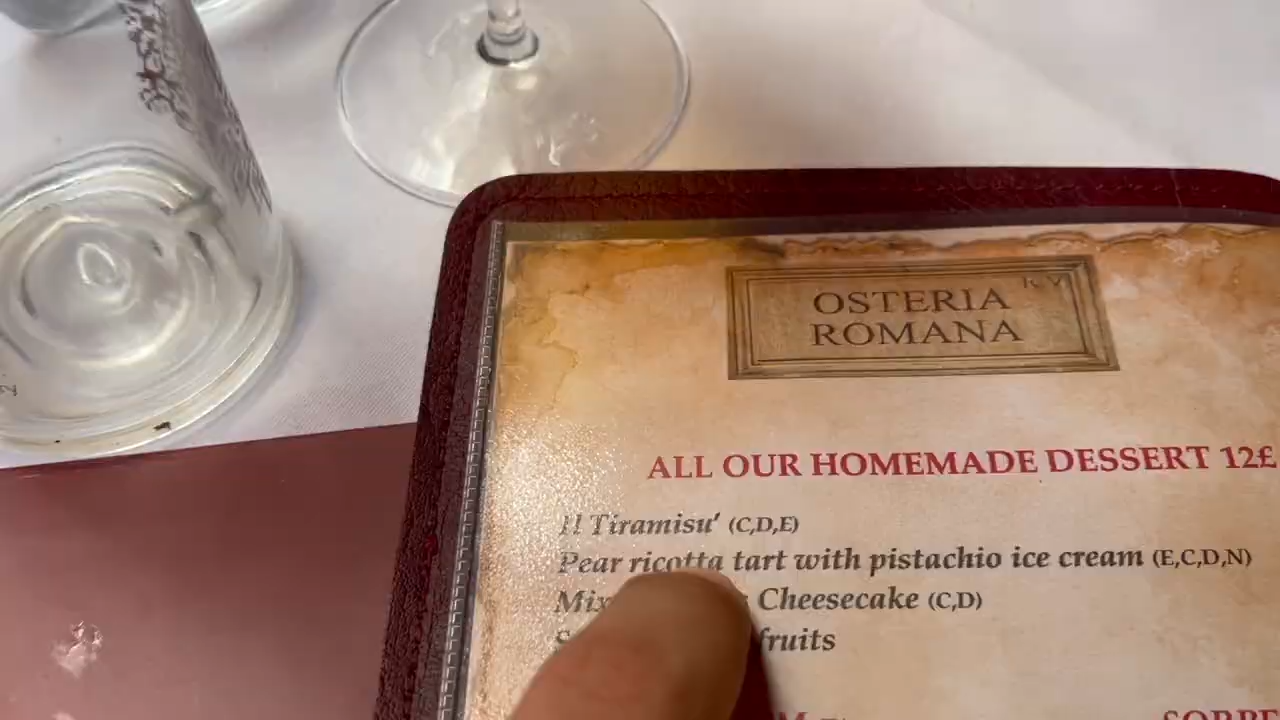 OSTERIA
ROMANA
ALL OUR HOMEMADE DESSERT 12£
Il Tiramisu' (C,D,E)
Pear ricotta tart with pistachio ice cream (E,C,D,N)
Cheesecake (C,D)
fruits